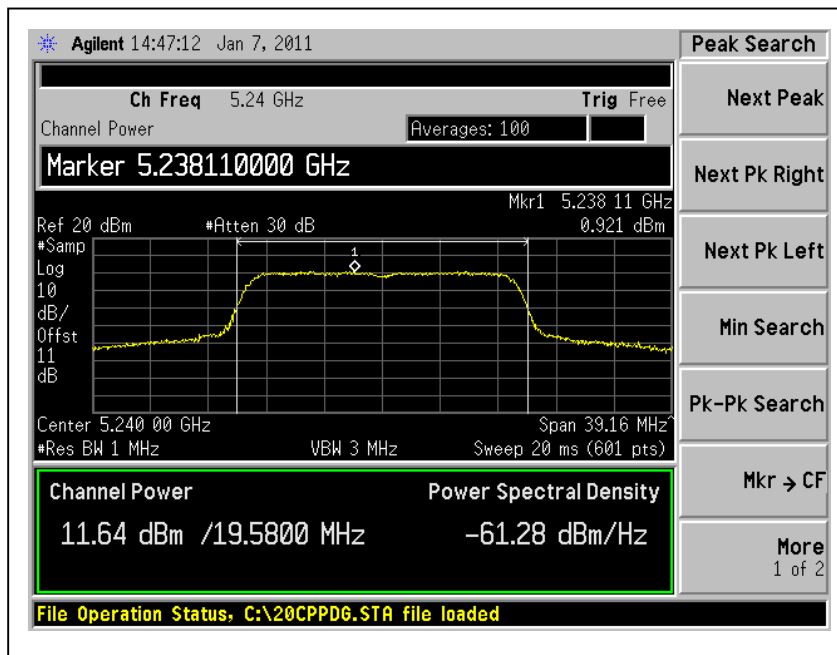 Agilent 14:47:12 Jan 7, 2011
Peak Search
Ch Freq 5.24 GHz Trig Free
Channel Power Averages: 100
Marker 5.238110000 GHz
Mkr1 5.238 11 GHz
Ref 20 dBm #Atten 30 dB 0.921 dBm
#Samp
Log
10
dB/
Offst
11
dB
1
Center 5.240 00 GHz Span 39.16 MHz^
#Res BW 1 MHz VBW 3 MHz Sweep 20 ms (601 pts)
Channel Power Power Spectral Density
11.64 dBm /19.5800 MHz -61.28 dBm/Hz
File Operation Status, C:\20CPPDG.STA file loaded
Next Peak
Next Pk Right
Next Pk Left
Min Search
Pk-Pk Search
Mkr → CF
More
1 of 2